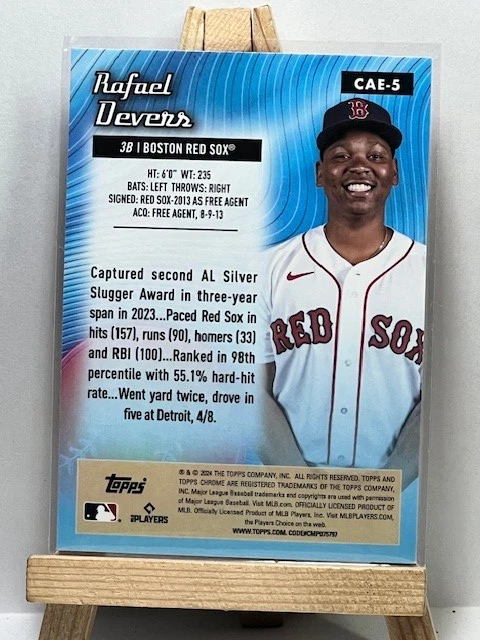 Rafael
Devers
CAE-5
B
3B | BOSTON RED SOX®
HT: 6'0" WT: 235
BATS: LEFT THROWS: RIGHT
SIGNED: RED SOX-2013 AS FREE AGENT
ACQ: FREE AGENT, 8-9-13
RED SOX
Captured second AL Silver
Slugger Award in three-year
span in 2023...Paced Red Sox in
hits (157), runs (90), homers (33)
and RBI (100)...Ranked in 98th
percentile with 55.1% hard-hit
rate...Went yard twice, drove in
five at Detroit, 4/8.
topps
PLAYERS
® & © 2024 THE TOPPS COMPANY, INC. ALL RIGHTS RESERVED. TOPPS AND
TOPPS CHROME ARE REGISTERED TRADEMARKS OF THE TOPPS COMPANY,
INC. Major League Baseball trademarks and copyrights are used with permission
of Major League Baseball. Visit MLB.com. OFFICIALLY LICENSED PRODUCT OF
MLB. Officially Licensed Product of MLB Players, Inc. Visit MLBPLAYERS.com,
the Players Choice on the web.
WWW.TOPPS.COM. CODE#CMP075797